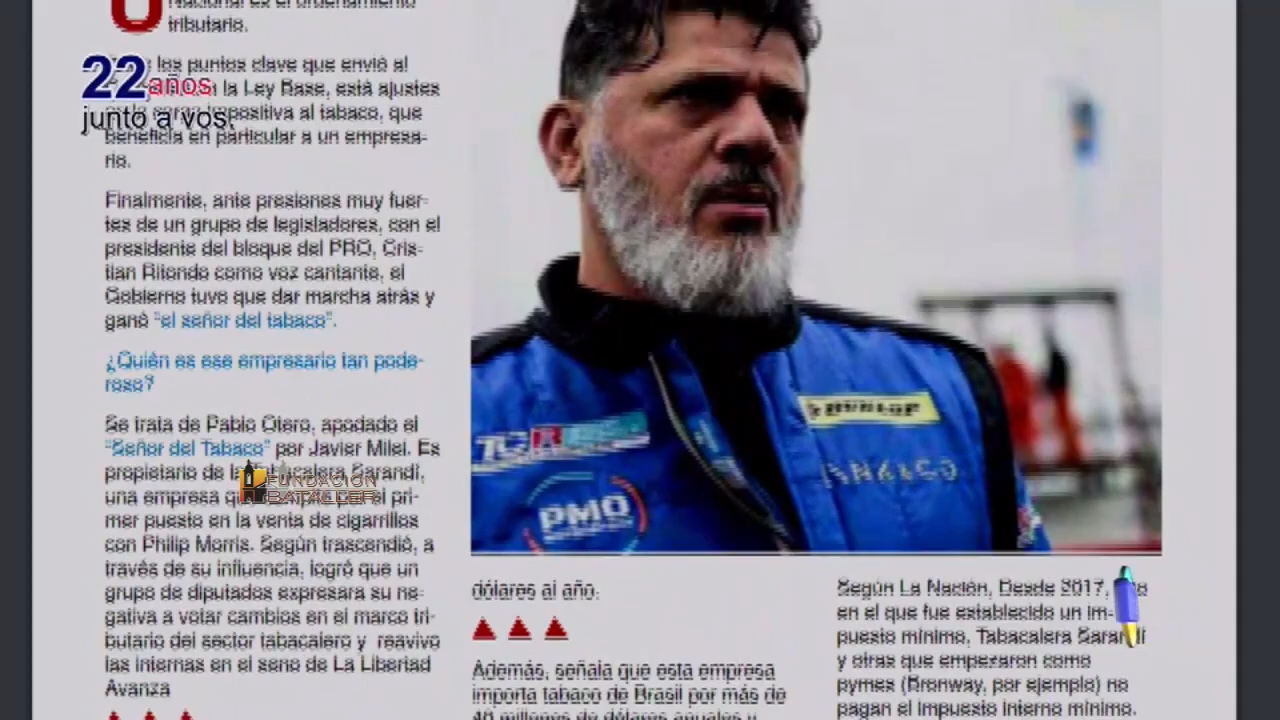 Nacional es el ordenamiento
tributario.
22 años
junto a vos.
los puntos clave que envió al
la Ley Base, está ajustes
impositiva al tabaco, que
beneficia en particular a un empresa-
rio.
Finalmente, ante presiones muy fuer-
tes de un grupo de legisladores, con el
presidente del bloque del PRO, Cris-
tian Ritondo como voz cantante, el
Gobierno tuvo que dar marcha atrás y
ganó “el señor del tabaco”.
¿Quién es ese empresario tan pode-
roso?
Se trata de Pablo Otero, apodado el
“Señor del Tabaco” por Javier Milei. Es
propietario de la Tabacalera Sarandí,
una empresa que el pri-
mer puesto en la venta de cigarrillos
con Philip Morris. Según trascendió, a
través de su influencia, logró que un
grupo de diputados expresara su ne-
gativa a votar cambios en el marco tri-
butario del sector tabacalero y reavivo
las internas en el seno de La Libertad
Avanza
FUNDACIÓN
BATALLER
TCR
DUNLOP
PMO
dólares al año.
Además, señala que esta empresa
importa tabaco de Brasil por más de
40 millones de dólares anuales y
Según La Nación, Desde 2017,
en el que fue establecido un im-
puesto mínimo, Tabacalera Sarandí
y otras que empezaron como
pymes (Bronway, por ejemplo) no
pagan el impuesto interno mínimo.